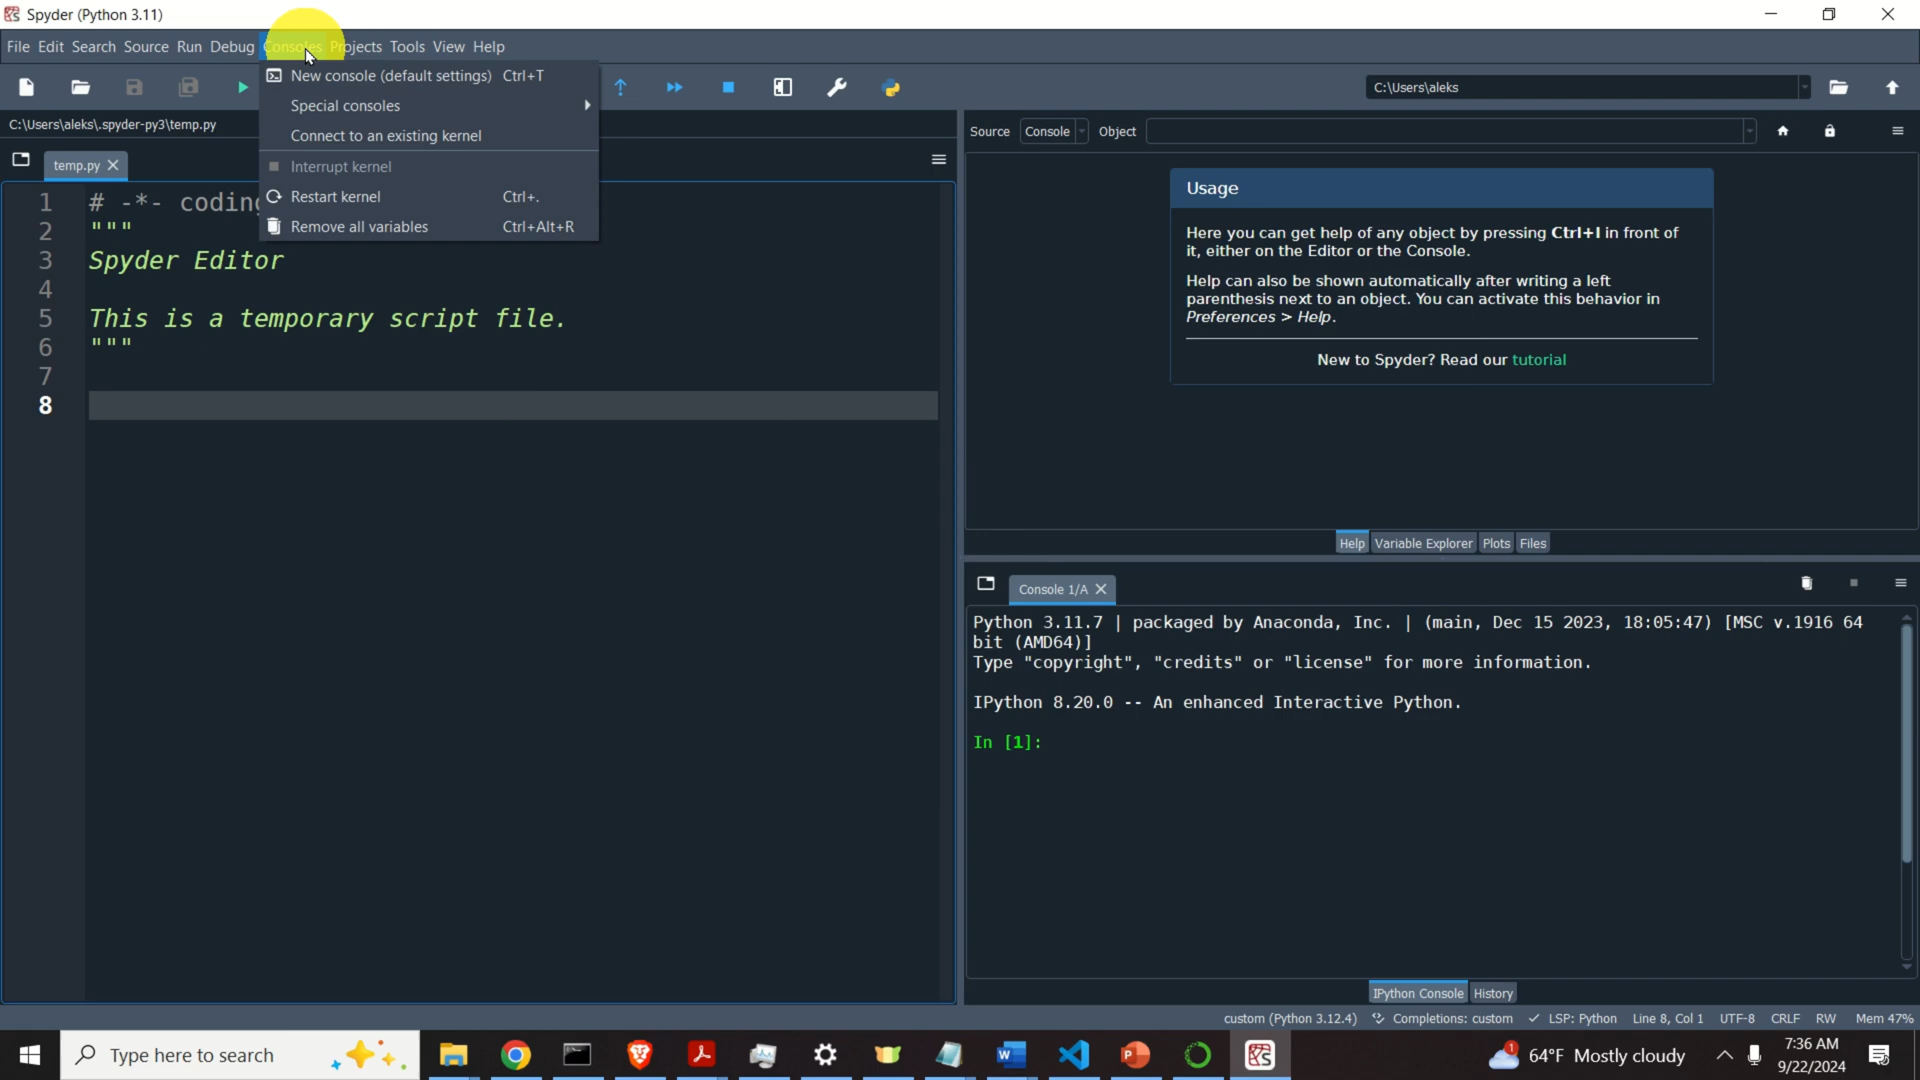 Spyder (Python 3.11)
File Edit Search Source Run Debug Consoles Projects Tools View Help
New console (default settings) Ctrl+T
Special consoles
Connect to an existing kernel
Interrupt kernel
Restart kernel Ctrl+.
Remove all variables Ctrl+Alt+R
C:\Users\aleks
C:\Users\aleks\.spyder-py3\temp.py
temp.py
1 # -*- coding
2 """
3 Spyder Editor
4
5 This is a temporary script file.
6 """
7
8
Source Console Object
Usage
Here you can get help of any object by pressing Ctrl+I in front of
it, either on the Editor or the Console.
Help can also be shown automatically after writing a left
parenthesis next to an object. You can activate this behavior in
Preferences > Help.
New to Spyder? Read our tutorial
Help Variable Explorer Plots Files
Console 1/A
Python 3.11.7 | packaged by Anaconda, Inc. | (main, Dec 15 2023, 18:05:47) [MSC v.1916 64
bit (AMD64)]
Type "copyright", "credits" or "license" for more information.
IPython 8.20.0 -- An enhanced Interactive Python.
In [1]:
IPython Console History
custom (Python 3.12.4) Completions: custom LSP: Python Line 8, Col 1 UTF-8 CRLF RW Mem 47%
Type here to search
64°F Mostly cloudy
7:36 AM
9/22/2024